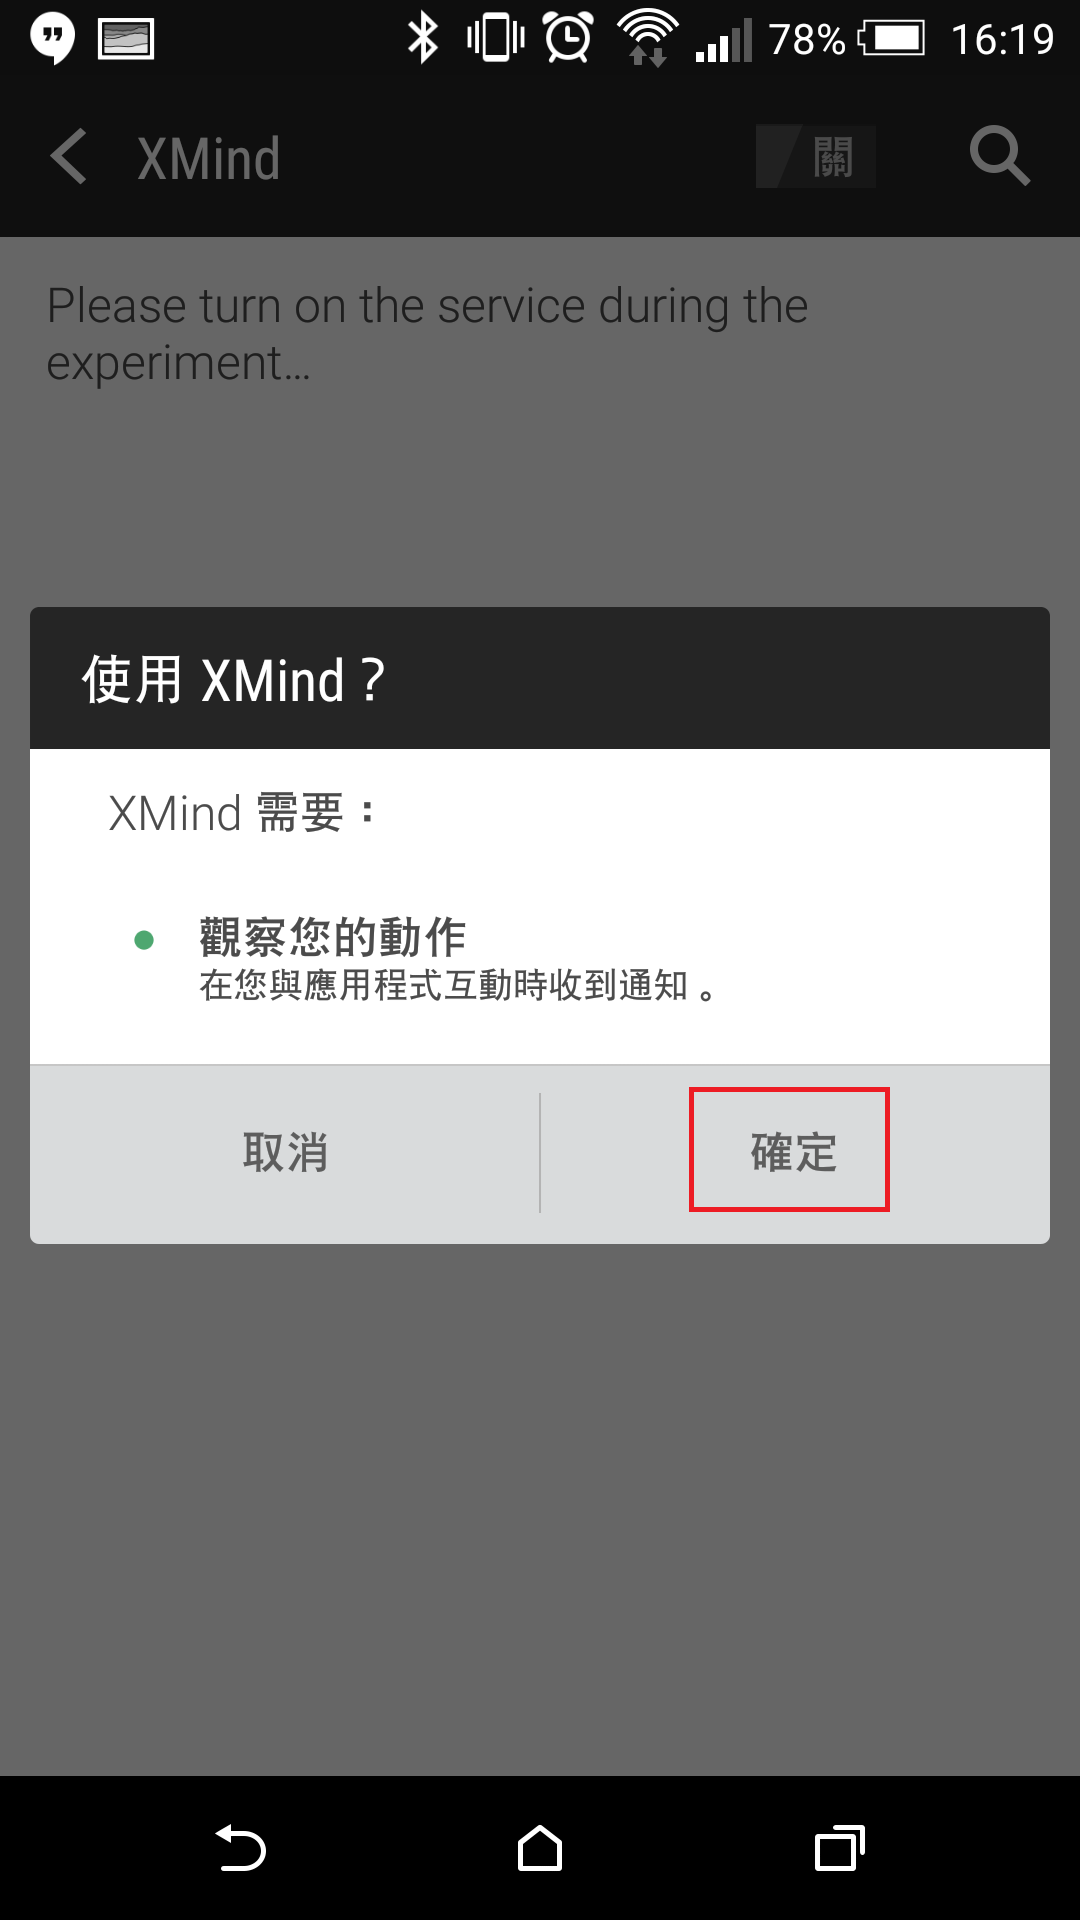 78% 16:19
XMind 關
Please turn on the service during the
experiment...
使用 XMind？
XMind 需要：
觀察您的動作
在您與應用程式互動時收到通知。
取消 確定